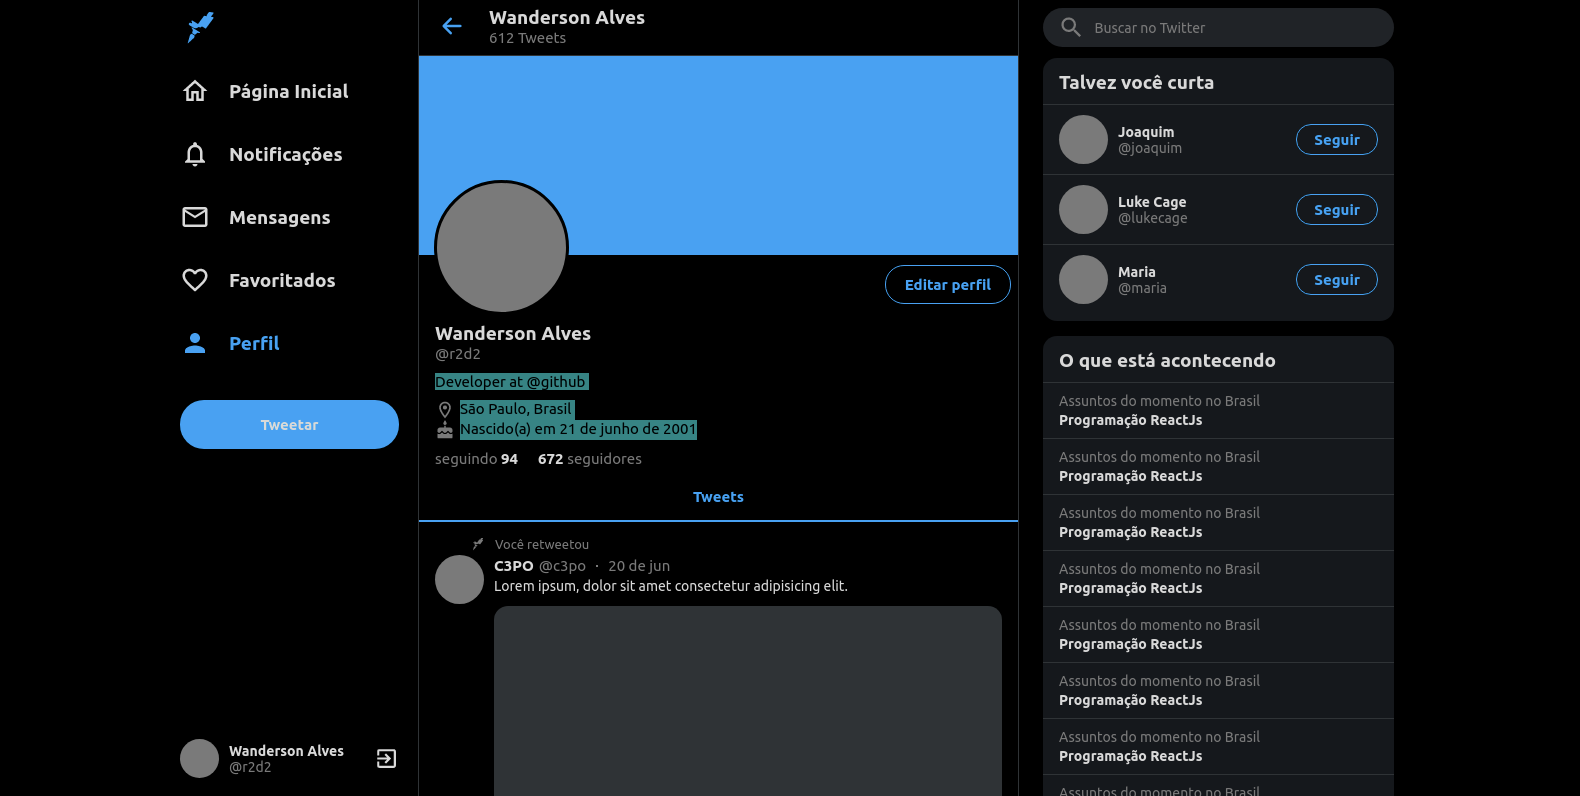 Página Inicial
Notificações
Mensagens
Favoritados
Perfil
Tweetar
Wanderson Alves
@r2d2
Wanderson Alves
612 Tweets
Editar perfil
Wanderson Alves
@r2d2
Developer at @github
São Paulo, Brasil
Nascido(a) em 21 de junho de 2001
seguindo 94 672 seguidores
Tweets
Você retweetou
C3PO @c3po · 20 de jun
Lorem ipsum, dolor sit amet consectetur adipisicing elit.
Buscar no Twitter
Talvez você curta
Joaquim
@joaquim
Seguir
Luke Cage
@lukecage
Seguir
Maria
@maria
Seguir
O que está acontecendo
Assuntos do momento no Brasil
Programação ReactJs
Assuntos do momento no Brasil
Programação ReactJs
Assuntos do momento no Brasil
Programação ReactJs
Assuntos do momento no Brasil
Programação ReactJs
Assuntos do momento no Brasil
Programação ReactJs
Assuntos do momento no Brasil
Programação ReactJs
Assuntos do momento no Brasil
Programação ReactJs
Assuntos do momento no Brasil